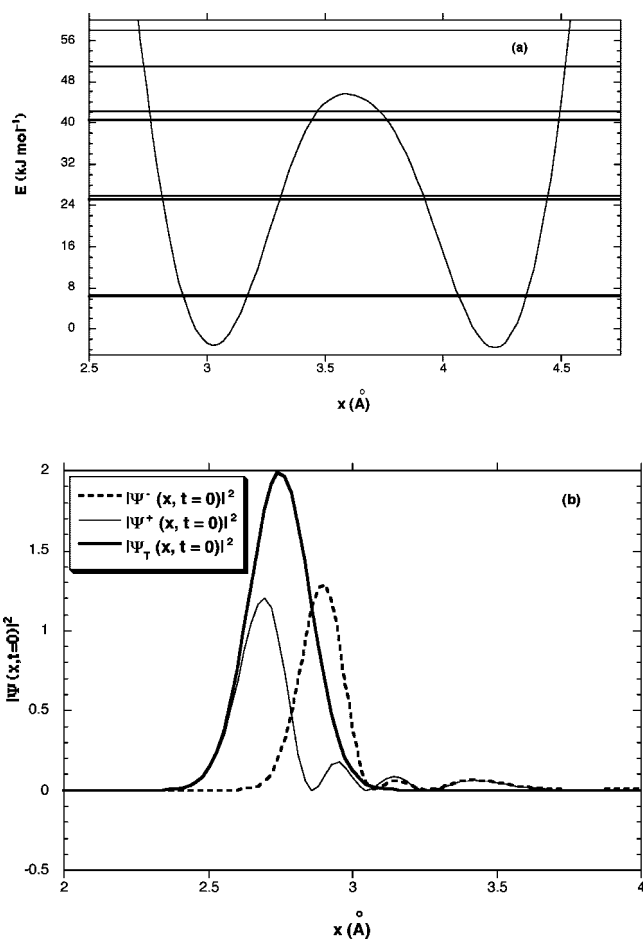 (a)
56
48
40
32
24
16
8
0
E (kJ mol⁻¹)
2.5 3 3.5 4 4.5
x (Å)
|Ψ⁻ (x, t = 0)|²
|Ψ⁺ (x, t = 0)|²
|Ψ_T (x, t = 0)|²
(b)
2
1.5
1
0.5
0
-0.5
|Ψ(x,t=0)|²
2 2.5 3 3.5 4
x (Å)